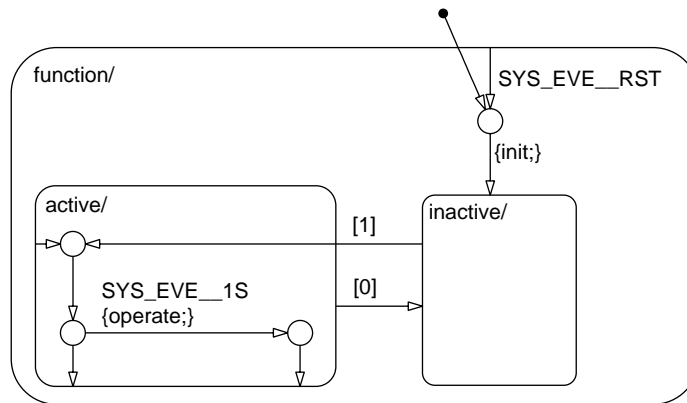 function/
SYS_EVE__RST
{init;}
active/
inactive/
[1]
SYS_EVE__1S
{operate;}
[0]